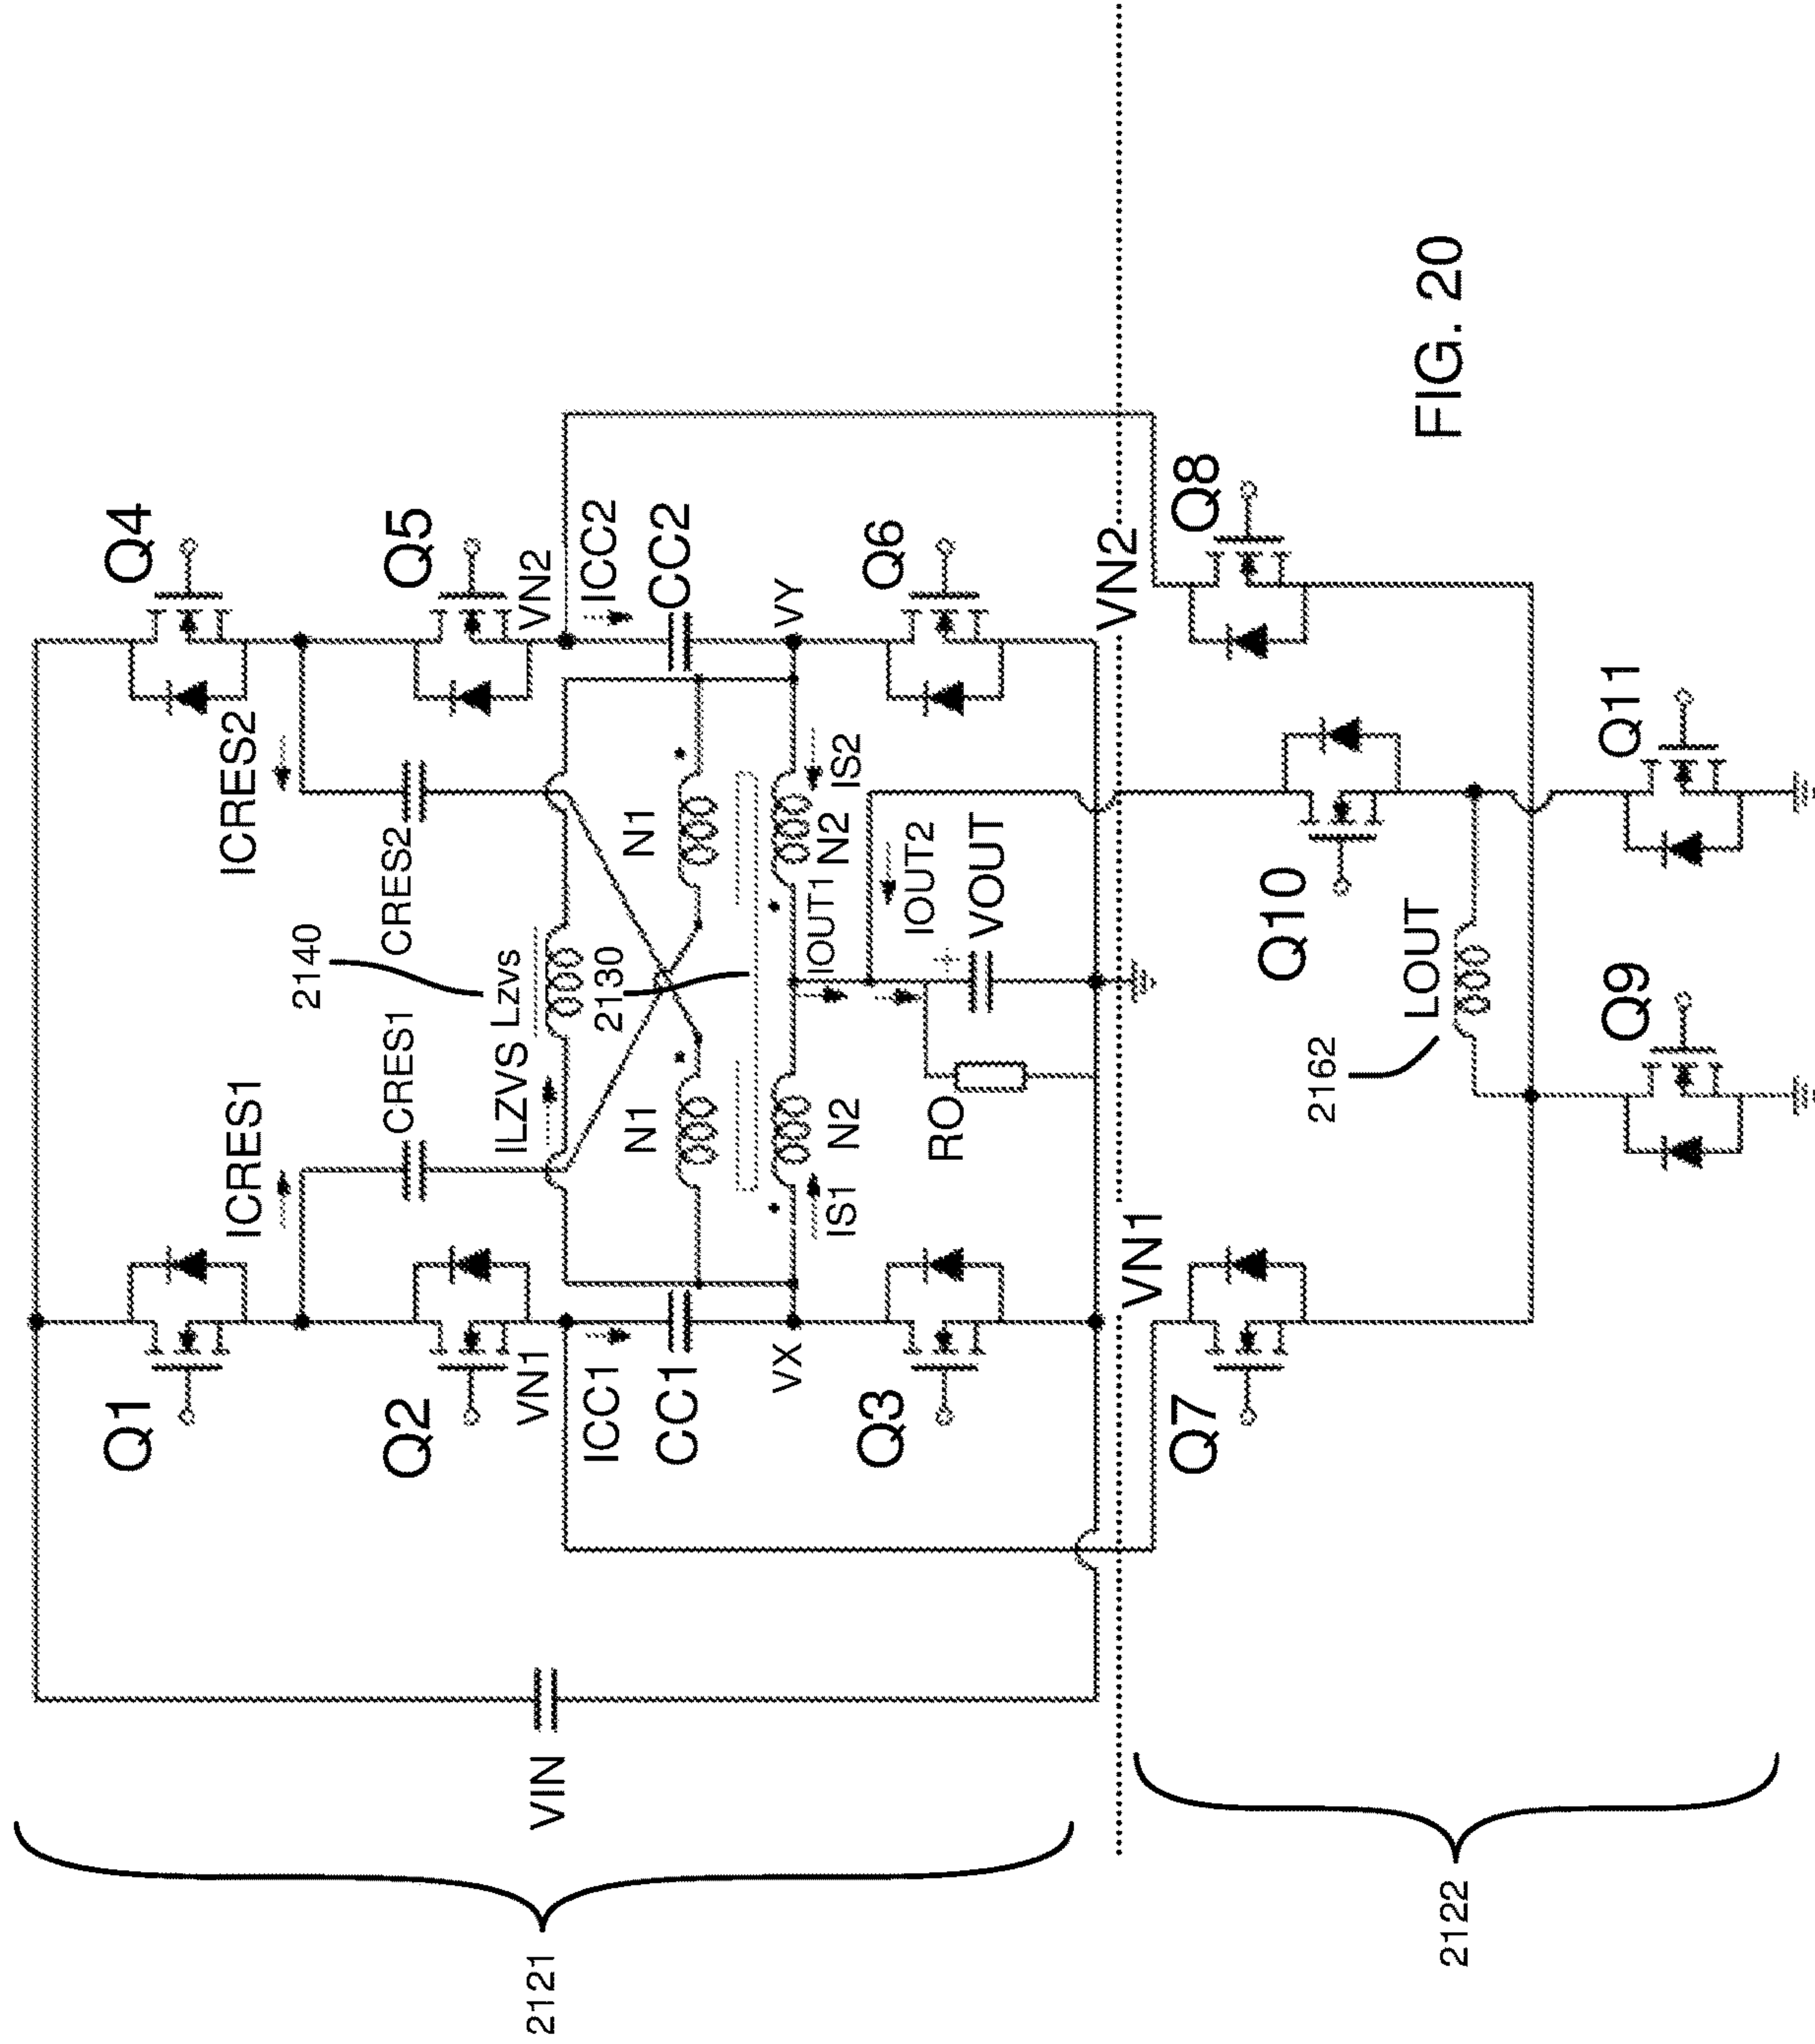 2121
VIN
Q1
ICRES1
ICRES2
Q4
2140
CRES1
CRES2
Q2
VN1
ILZVS
Lzvs
Q5
VN2
ICC1
CC1
N1
2130
N1
ICC2
CC2
VX
IS1
N2
IOUT1
N2
IS2
VY
Q3
RO
IOUT2
VOUT
Q6
VN1
VN2
2122
Q7
Q10
Q8
2162
LOUT
Q9
Q11
FIG. 20